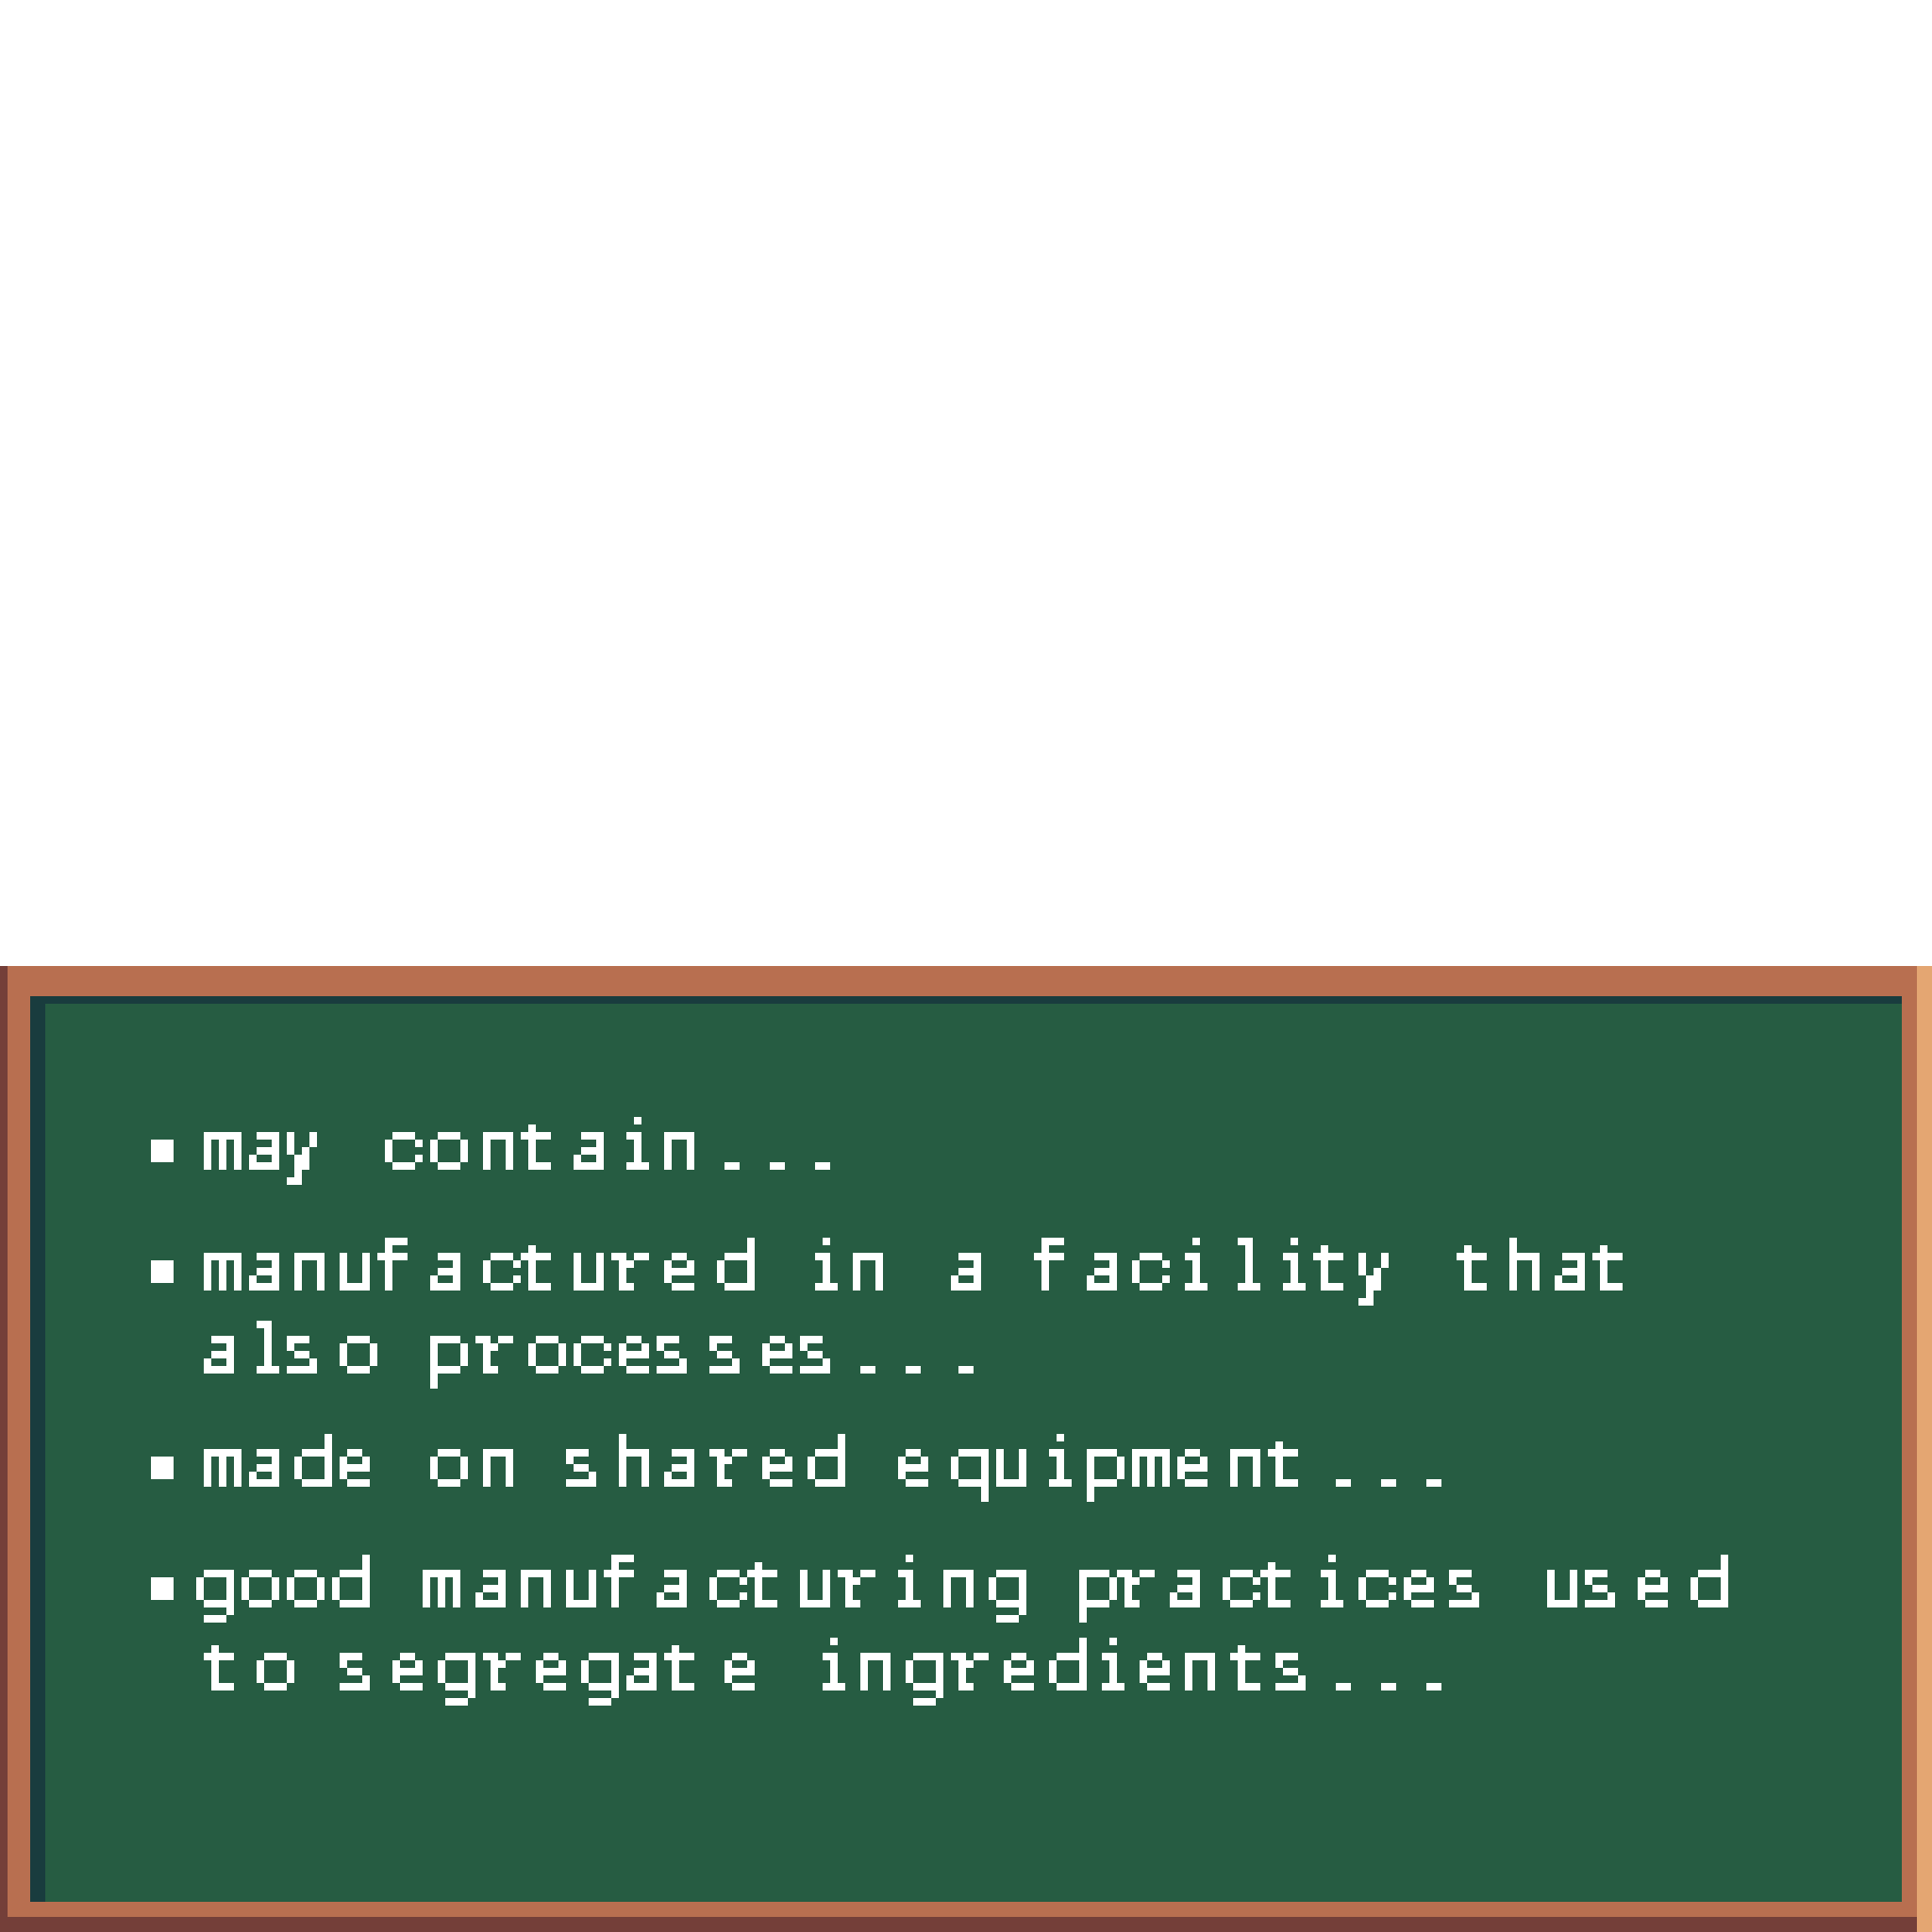 ▪ may contain...
▪ manufactured in a facility that
also processes...
▪ made on shared equipment...
▪ good manufacturing practices used
to segregate ingredients...